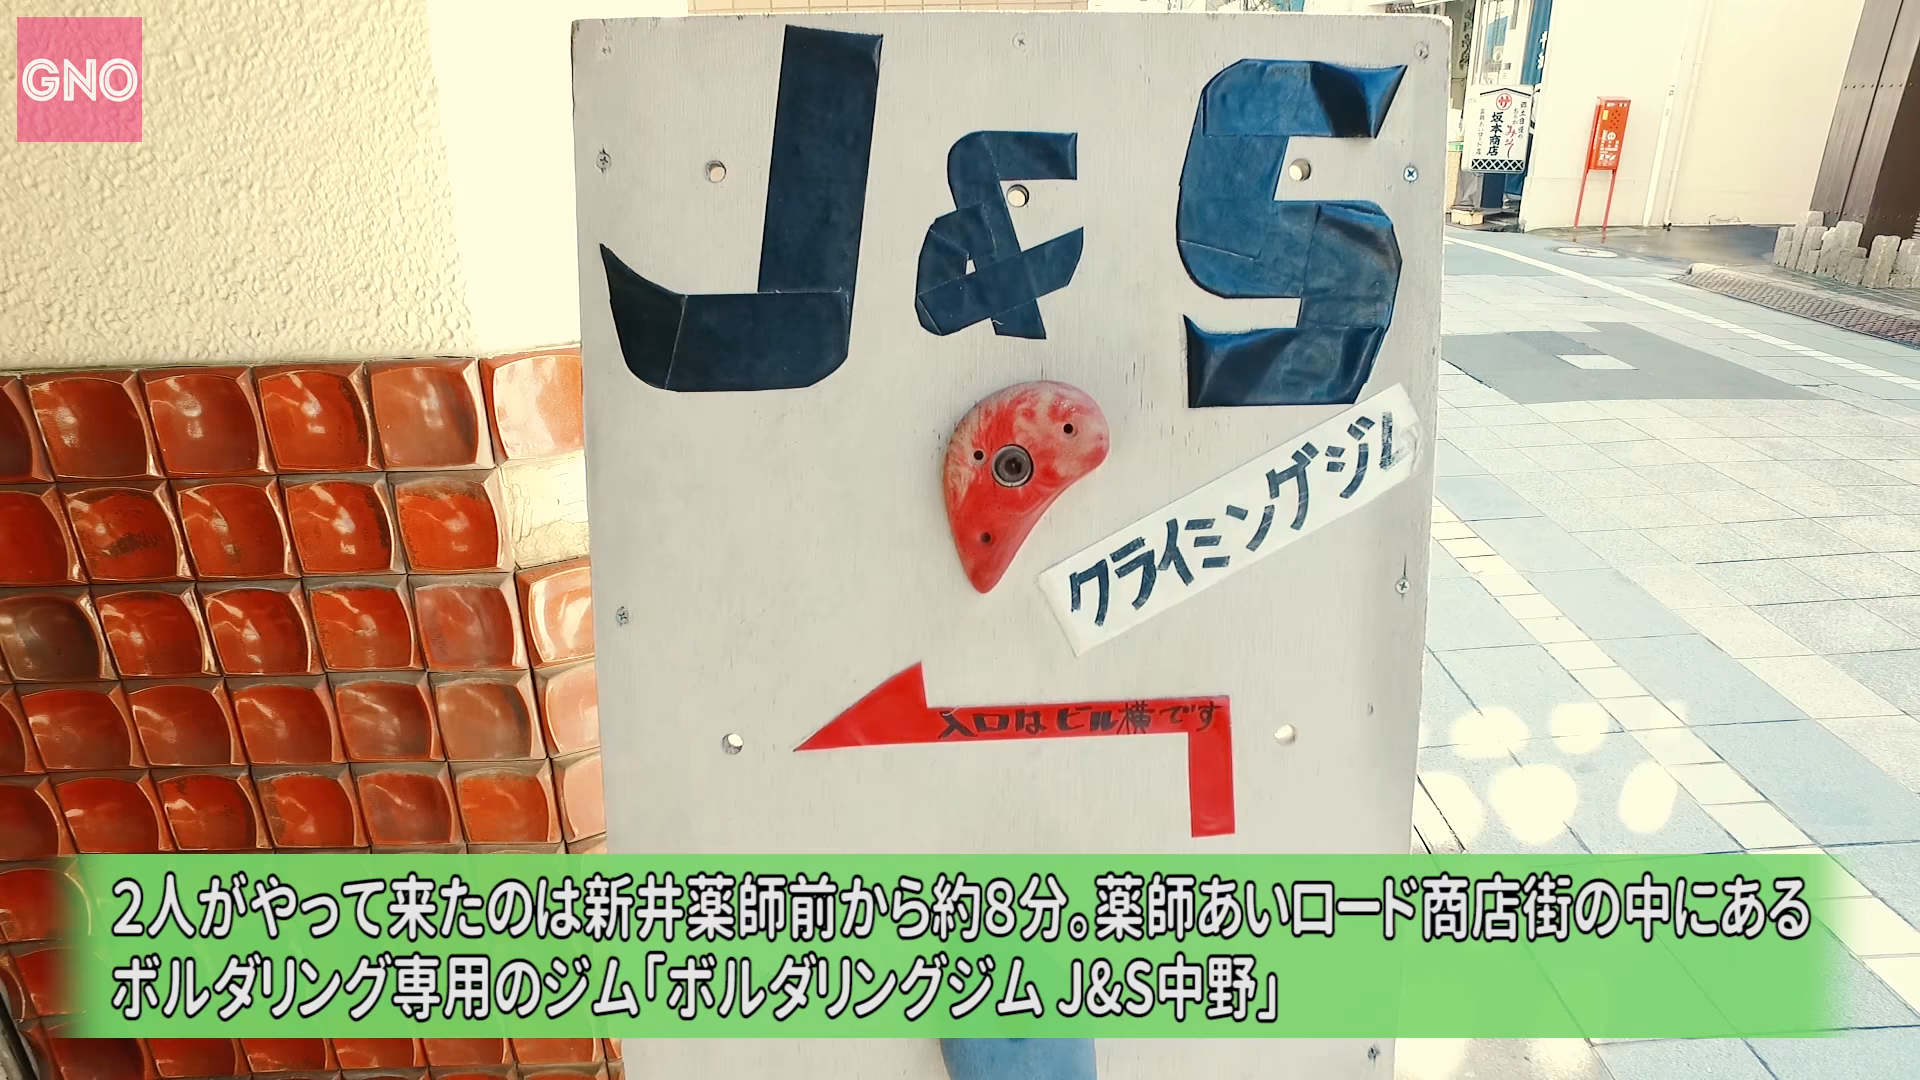 GNO
J&S
クライミングジム
入口はビル横です
坂本商店
2人がやって来たのは新井薬師前から約8分。薬師あいロード商店街の中にある
ボルダリング専用のジム「ボルダリングジム J&S中野」